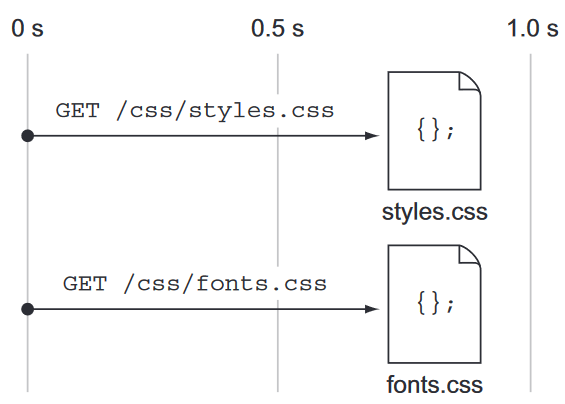 0 s 0.5 s 1.0 s
GET /css/styles.css
{};
styles.css
GET /css/fonts.css
{};
fonts.css